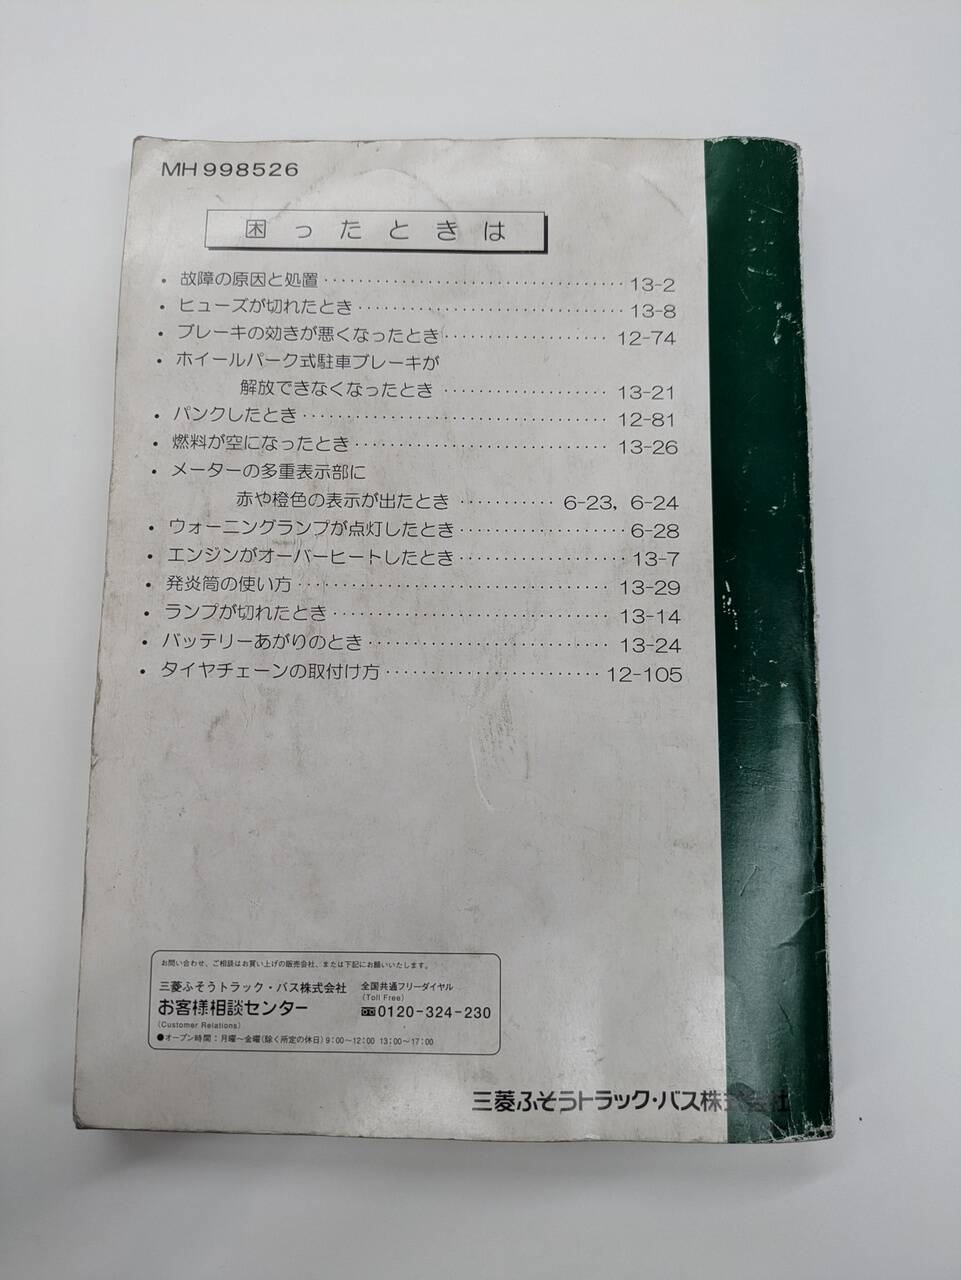 MH998526
困ったときは
• 故障の原因と処置‥‥‥‥‥‥‥‥‥‥‥‥‥‥‥‥13-2
• ヒューズが切れたとき‥‥‥‥‥‥‥‥‥‥‥‥‥‥13-8
• ブレーキの効きが悪くなったとき‥‥‥‥‥‥‥‥12-74
• ホイールパーク式駐車ブレーキが
解放できなくなったとき‥‥‥‥‥‥‥‥13-21
• パンクしたとき‥‥‥‥‥‥‥‥‥‥‥‥‥‥‥‥12-81
• 燃料が空になったとき‥‥‥‥‥‥‥‥‥‥‥‥‥13-26
• メーターの多重表示部に
赤や橙色の表示が出たとき‥‥‥‥‥6-23, 6-24
• ウォーニングランプが点灯したとき‥‥‥‥‥‥‥‥6-28
• エンジンがオーバーヒートしたとき‥‥‥‥‥‥‥‥13-7
• 発炎筒の使い方‥‥‥‥‥‥‥‥‥‥‥‥‥‥‥‥13-29
• ランプが切れたとき‥‥‥‥‥‥‥‥‥‥‥‥‥‥13-14
• バッテリーあがりのとき‥‥‥‥‥‥‥‥‥‥‥‥13-24
• タイヤチェーンの取付け方‥‥‥‥‥‥‥‥‥‥‥12-105
お問い合わせ、ご相談はお買い上げの販売会社、または下記にお願いいたします。
三菱ふそうトラック・バス株式会社 全国共通フリーダイヤル
お客様相談センター (Toll Free)
(Customer Relations) 0120-324-230
●オープン時間：月曜～金曜(除く所定の休日) 9:00～12:00 13:00～17:00
三菱ふそうトラック・バス株式会社